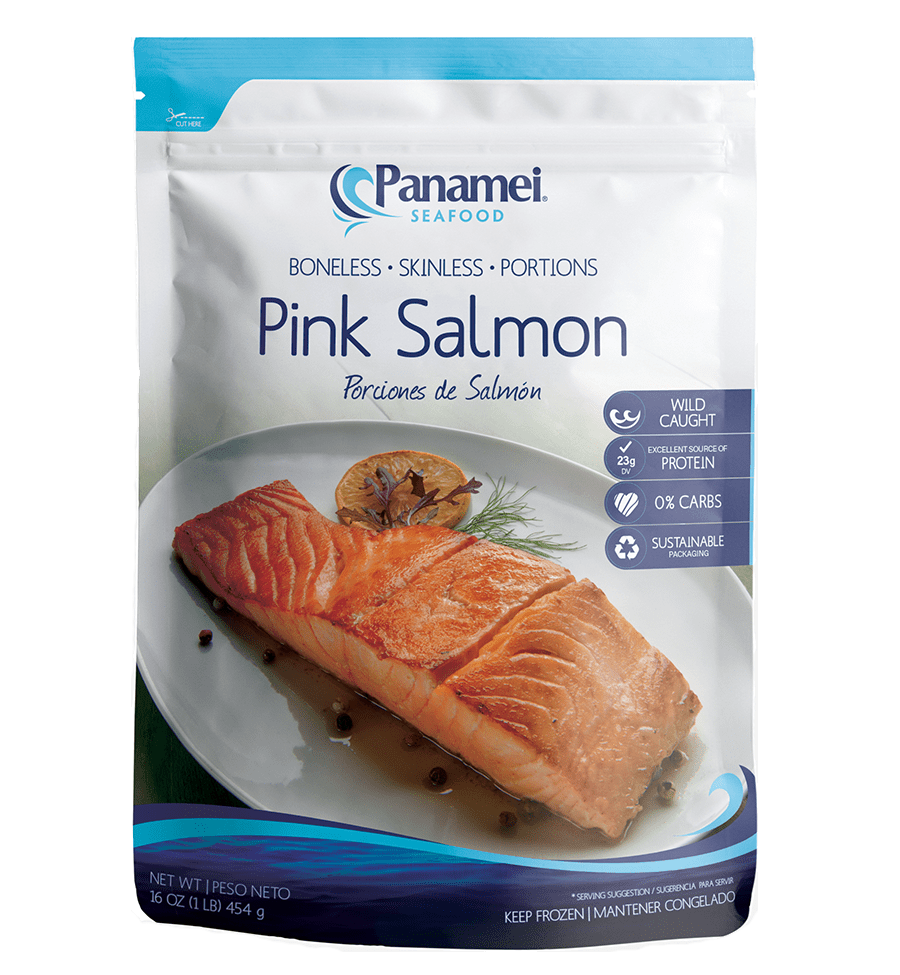 CUT HERE
Panamei®
SEAFOOD
BONELESS • SKINLESS • PORTIONS
Pink Salmon
Porciones de Salmón
WILD
CAUGHT
23g
DV
EXCELLENT SOURCE OF
PROTEIN
0% CARBS
SUSTAINABLE
PACKAGING
NET WT | PESO NETO
16 OZ (1 LB) 454 g
* SERVING SUGGESTION / SUGERENCIA PARA SERVIR
KEEP FROZEN | MANTENER CONGELADO